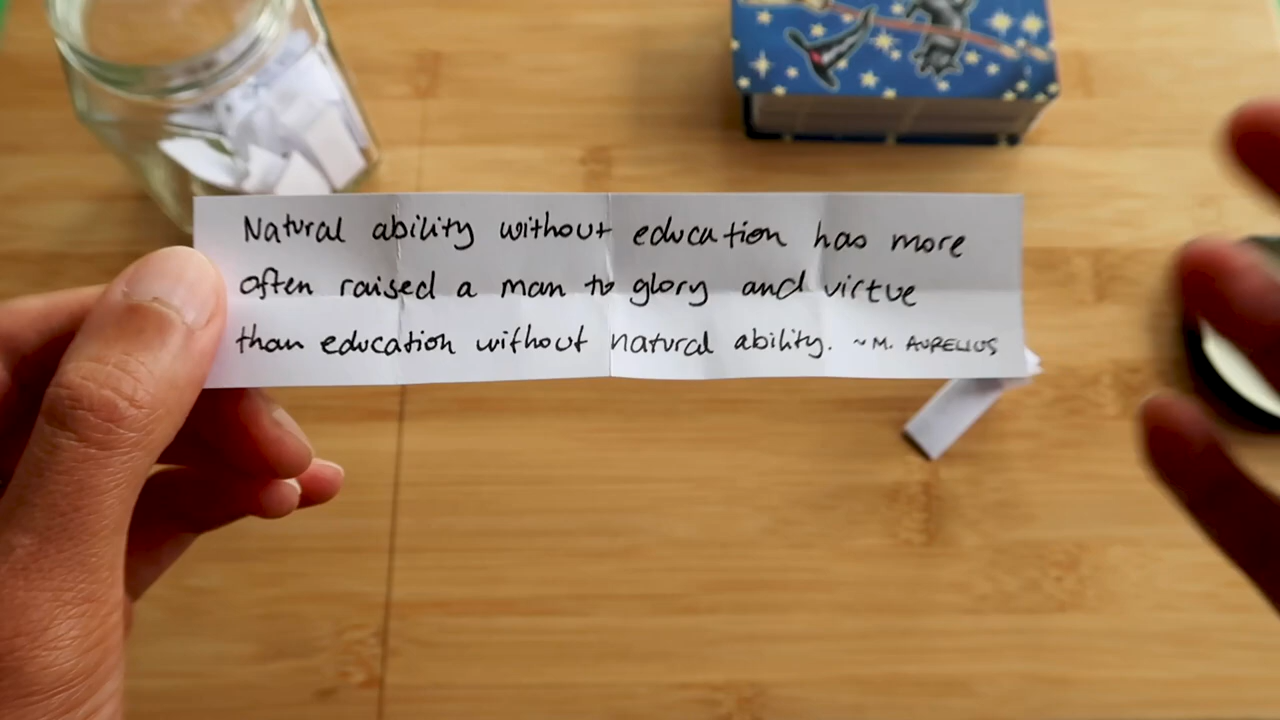 Natural ability without education has more
often raised a man to glory and virtue
than education without natural ability. ~M. AURELIUS